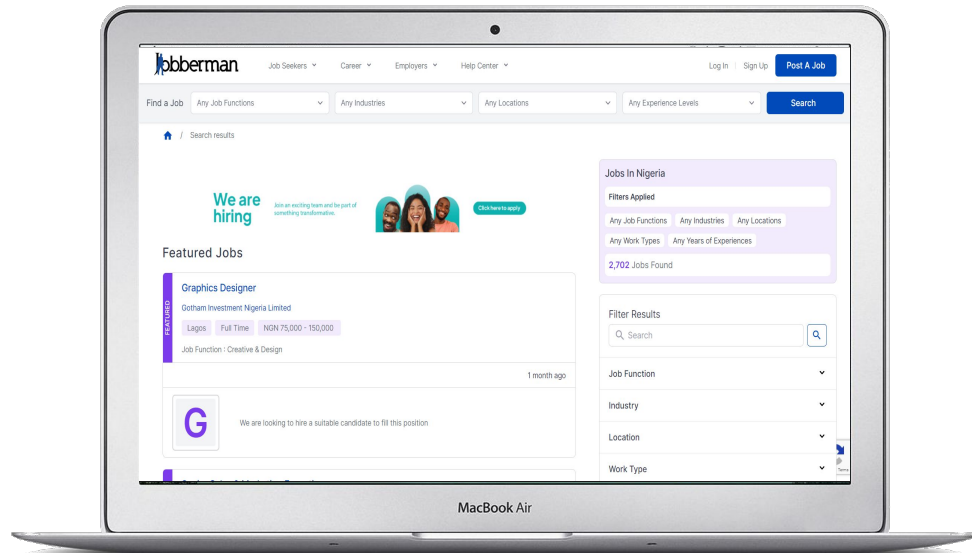 Jobberman
Job Seekers Career Employers Help Center Log In Sign Up Post A Job
Find a Job Any Job Functions Any Industries Any Locations Any Experience Levels Search
/ Search results
We are
hiring
Join an exciting team and be part of
something transformative.
Click here to apply
Featured Jobs
FEATURED
Graphics Designer
Gotham Investment Nigeria Limited
Lagos Full Time NGN 75,000 - 150,000
Job Function : Creative & Design
1 month ago
G
We are looking to hire a suitable candidate to fill this position
Jobs In Nigeria
Filters Applied
Any Job Functions Any Industries Any Locations
Any Work Types Any Years of Experiences
2,702 Jobs Found
Filter Results
Search
Job Function
Industry
Location
Work Type
Terms
MacBook Air